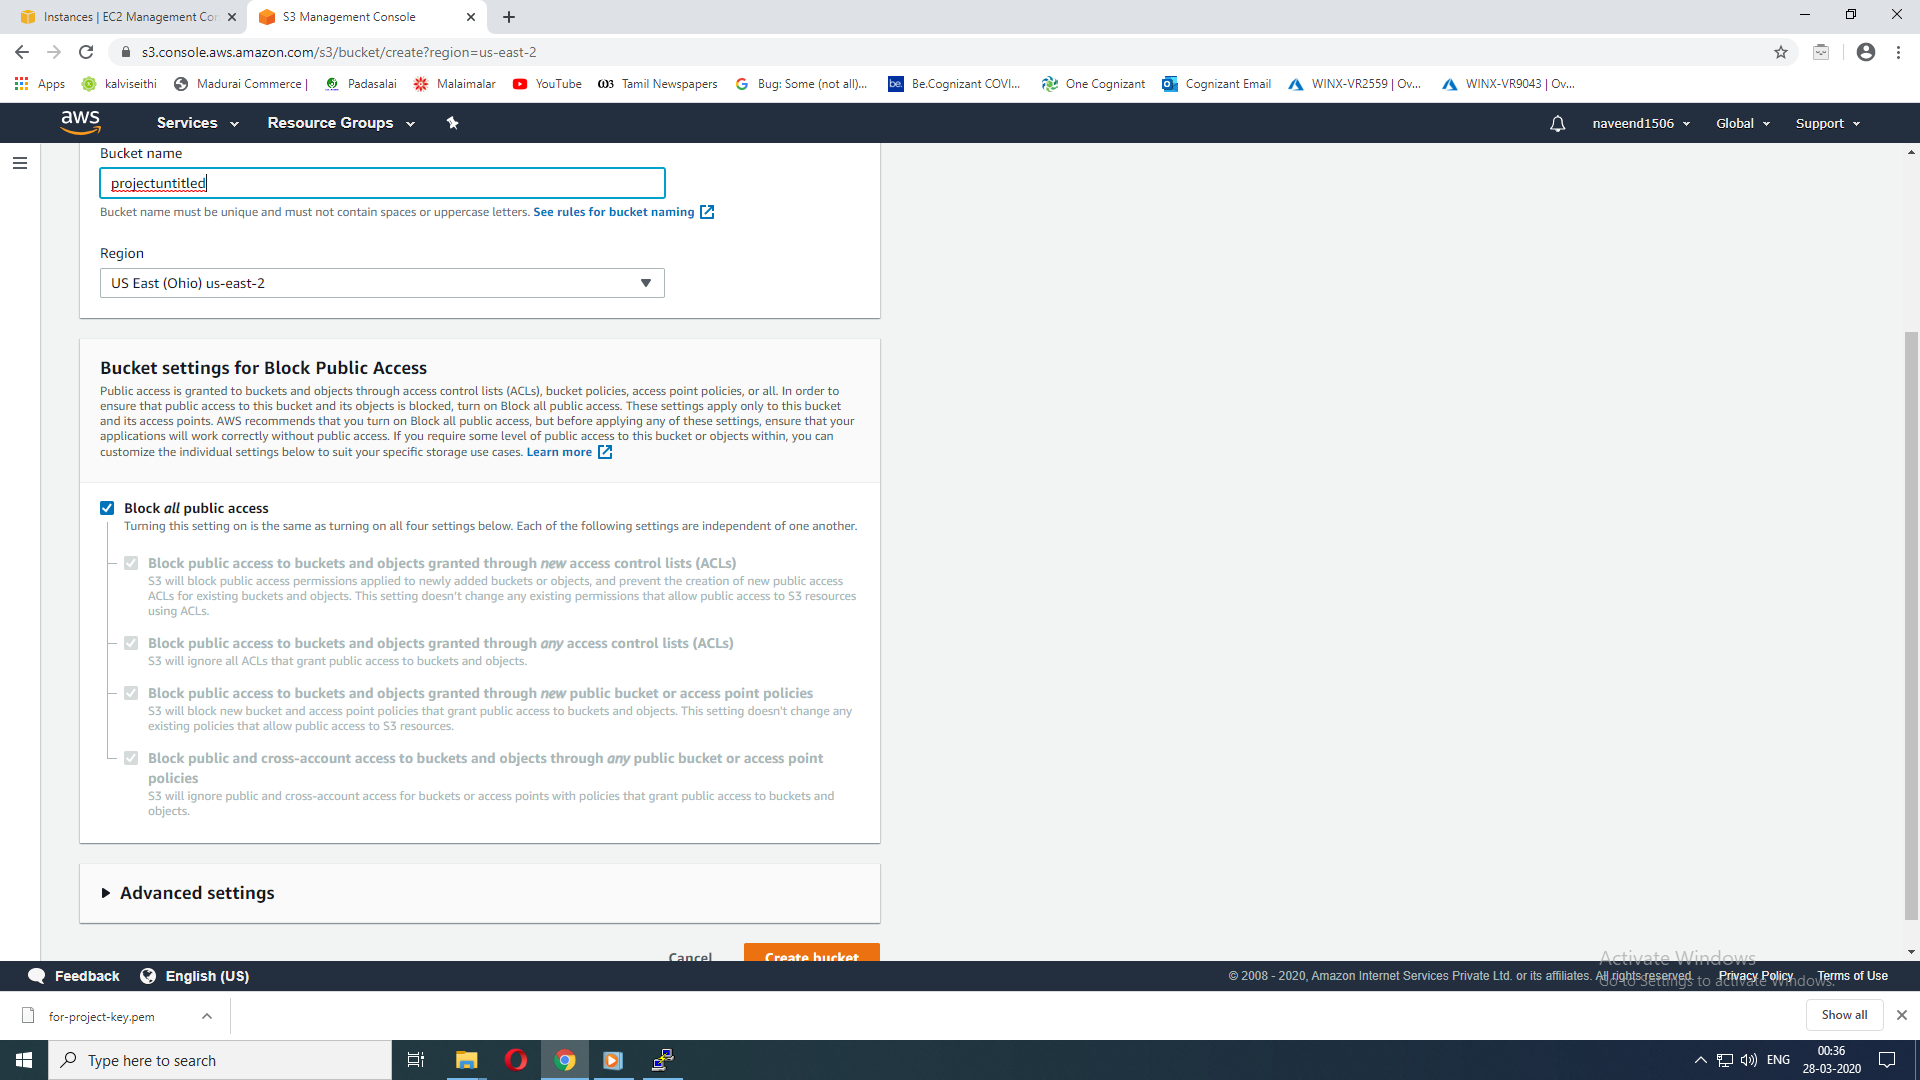 Instances | EC2 Management Con
S3 Management Console
s3.console.aws.amazon.com/s3/bucket/create?region=us-east-2
Apps
kalviseithi
Madurai Commerce |
Padasalai
Malaimalar
YouTube
Tamil Newspapers
Bug: Some (not all)...
be.
Be.Cognizant COVI...
One Cognizant
Cognizant Email
WINX-VR2559 | Ov...
WINX-VR9043 | Ov...
aws
Services
Resource Groups
naveend1506
Global
Support
Bucket name
projectuntitled
Bucket name must be unique and must not contain spaces or uppercase letters. See rules for bucket naming
Region
US East (Ohio) us-east-2
Bucket settings for Block Public Access
Public access is granted to buckets and objects through access control lists (ACLs), bucket policies, access point policies, or all. In order to
ensure that public access to this bucket and its objects is blocked, turn on Block all public access. These settings apply only to this bucket
and its access points. AWS recommends that you turn on Block all public access, but before applying any of these settings, ensure that your
applications will work correctly without public access. If you require some level of public access to this bucket or objects within, you can
customize the individual settings below to suit your specific storage use cases. Learn more
Block all public access
Turning this setting on is the same as turning on all four settings below. Each of the following settings are independent of one another.
Block public access to buckets and objects granted through new access control lists (ACLs)
S3 will block public access permissions applied to newly added buckets or objects, and prevent the creation of new public access
ACLs for existing buckets and objects. This setting doesn't change any existing permissions that allow public access to S3 resources
using ACLs.
Block public access to buckets and objects granted through any access control lists (ACLs)
S3 will ignore all ACLs that grant public access to buckets and objects.
Block public access to buckets and objects granted through new public bucket or access point policies
S3 will block new bucket and access point policies that grant public access to buckets and objects. This setting doesn't change any
existing policies that allow public access to S3 resources.
Block public and cross-account access to buckets and objects through any public bucket or access point
policies
S3 will ignore public and cross-account access for buckets or access points with policies that grant public access to buckets and
objects.
Advanced settings
Cancel
Create bucket
Activate Windows
Go to Settings to activate Windows.
Feedback
English (US)
© 2008 - 2020, Amazon Internet Services Private Ltd. or its affiliates. All rights reserved.
Privacy Policy
Terms of Use
for-project-key.pem
Show all
Type here to search
ENG
00:36
28-03-2020